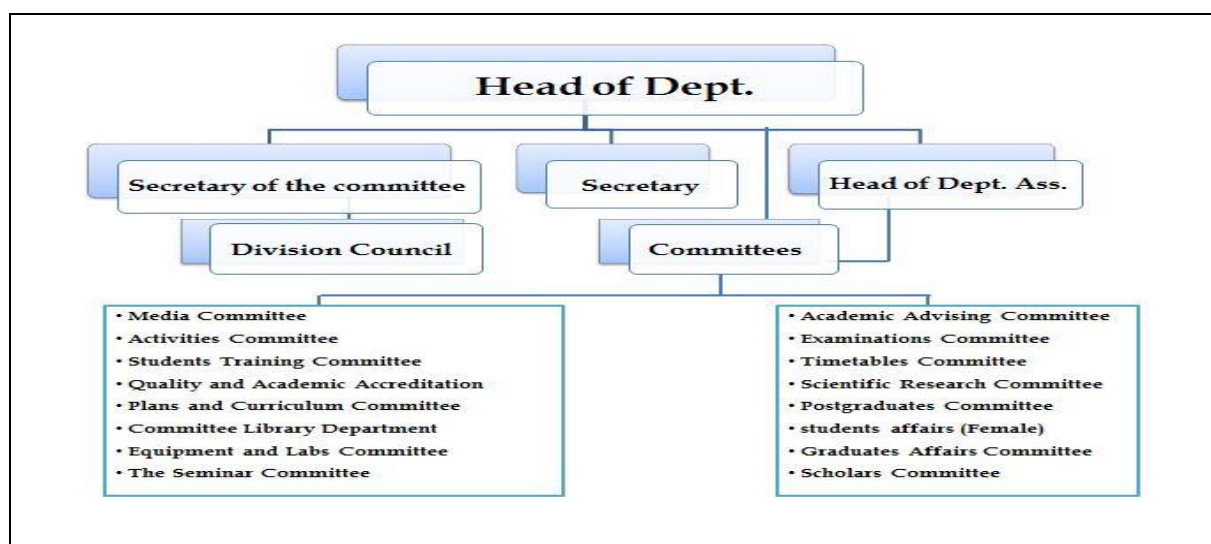 Head of Dept.
Secretary of the committee
Secretary
Head of Dept. Ass.
Division Council
Committees
• Media Committee
• Activities Committee
• Students Training Committee
• Quality and Academic Accreditation
• Plans and Curriculum Committee
• Committee Library Department
• Equipment and Labs Committee
• The Seminar Committee
• Academic Advising Committee
• Examinations Committee
• Timetables Committee
• Scientific Research Committee
• Postgraduates Committee
• students affairs (Female)
• Graduates Affairs Committee
• Scholars Committee